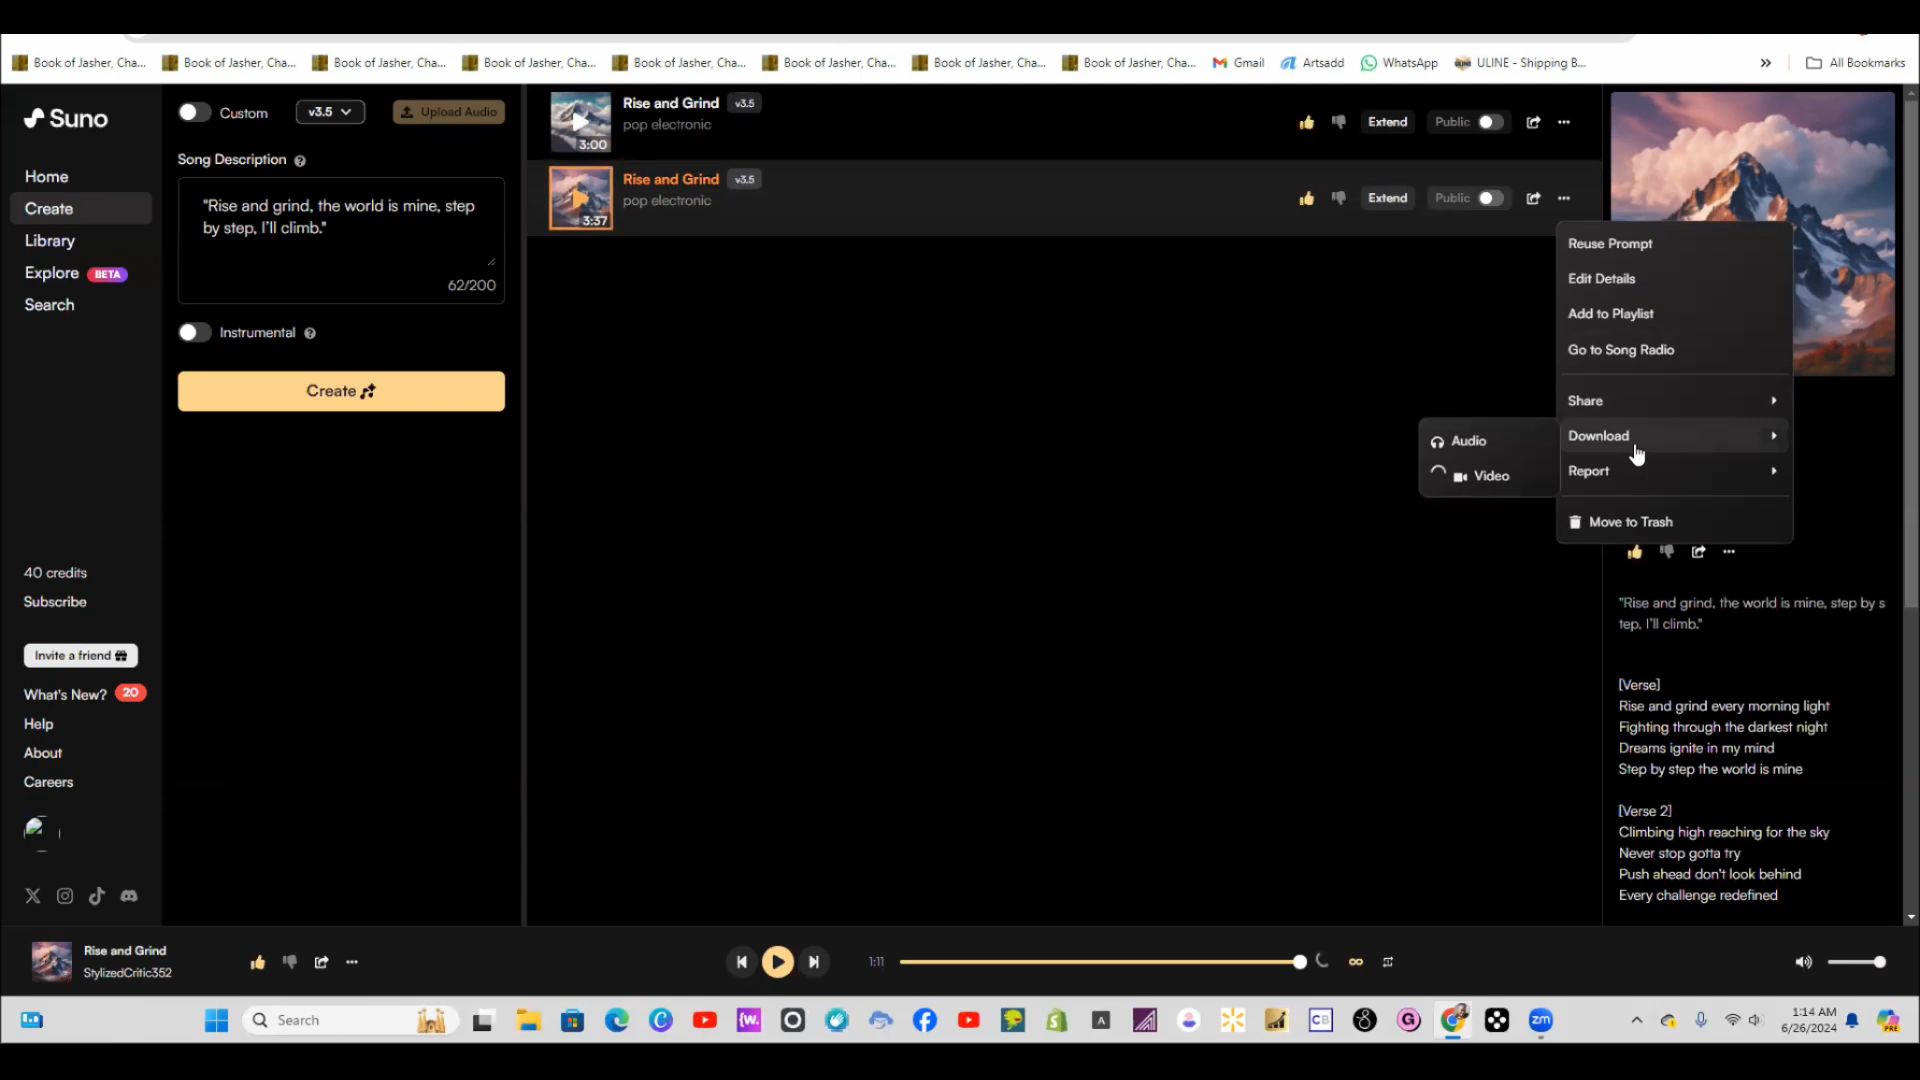 Book of Jasher, Cha...
Book of Jasher, Cha...
Book of Jasher, Cha...
Book of Jasher, Cha...
Book of Jasher, Cha...
Book of Jasher, Cha...
Book of Jasher, Cha...
Book of Jasher, Cha...
Gmail
Artsadd
WhatsApp
ULINE - Shipping B...
All Bookmarks
Suno
Home
Create
Library
Explore BETA
Search
40 credits
Subscribe
Invite a friend
What's New? 20
Help
About
Careers
Custom
v3.5
Upload Audio
Song Description
"Rise and grind, the world is mine, step
by step, I'll climb."
62/200
Instrumental
Create
Rise and Grind v3.5
pop electronic
3:00
Extend
Public
Rise and Grind v3.5
pop electronic
3:37
Extend
Public
Reuse Prompt
Edit Details
Add to Playlist
Go to Song Radio
Share
Download
Report
Move to Trash
Audio
Video
"Rise and grind, the world is mine, step by s
tep, I'll climb."
[Verse]
Rise and grind every morning light
Fighting through the darkest night
Dreams ignite in my mind
Step by step the world is mine
[Verse 2]
Climbing high reaching for the sky
Never stop gotta try
Push ahead don't look behind
Every challenge redefined
Rise and Grind
StylizedCritic352
1:11
Search
{w.
A
CB
G
zm
1:14 AM
6/26/2024
PRE